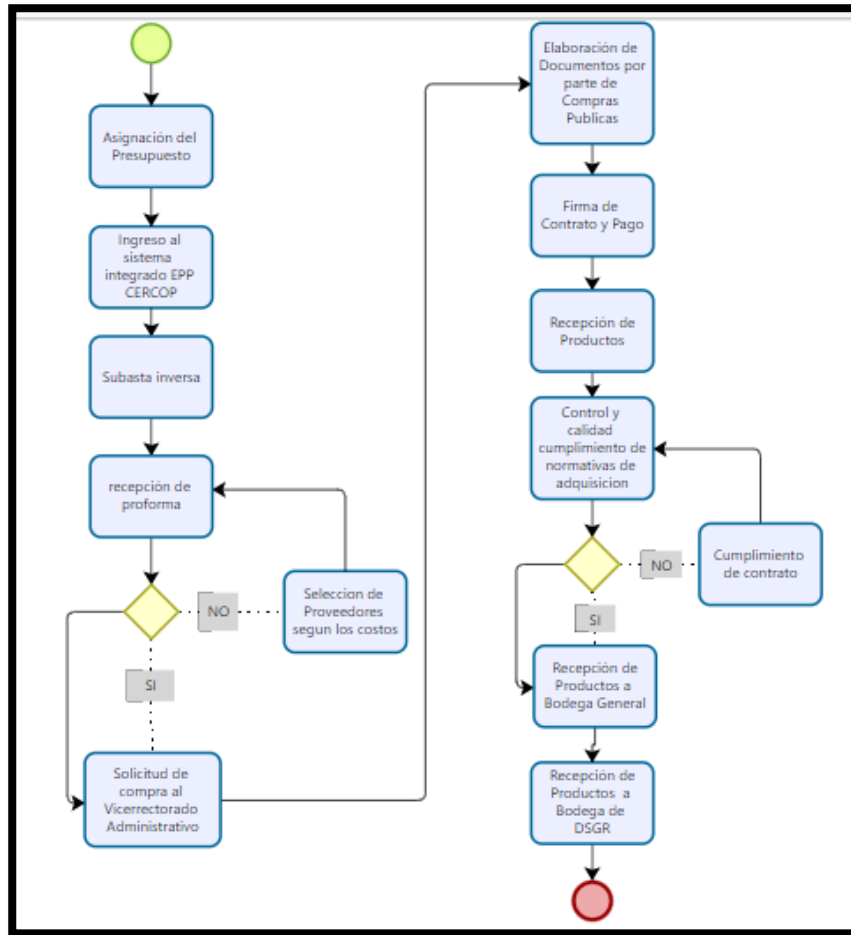 Asignación del
Presupuesto
Ingreso al
sistema
integrado EPP
CERCOP
Subasta inversa
recepción de
proforma
NO
Seleccion de
Proveedores
segun los costos
SI
Solicitud de
compra al
Vicerrectorado
Administrativo
Elaboración de
Documentos por
parte de
Compras
Publicas
Firma de
Contrato y Pago
Recepción de
Productos
Control y
calidad
cumplimiento de
normativas de
adquisicion
NO
Cumplimiento
de contrato
SI
Recepción de
Productos a
Bodega General
Recepción de
Productos a
Bodega de
DSGR